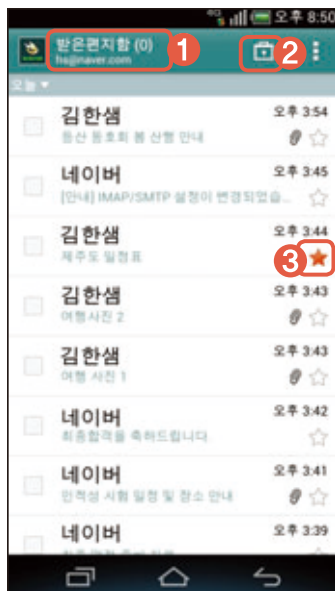 4G 오후 8:50
받은편지함 (0)
hs@naver.com
1
2
오늘
김한샘 오후 3:54
등산 동호회 봄 산행 안내
네이버 오후 3:45
[안내] IMAP/SMTP 설정이 변경되었습...
김한샘 오후 3:44
제주도 일정표
3
김한샘 오후 3:43
여행사진 2
김한샘 오후 3:43
여행 사진 1
네이버 오후 3:42
최종합격을 축하드립니다
네이버 오후 3:41
인적성 시험 일정 및 장소 안내
네이버 오후 3:39